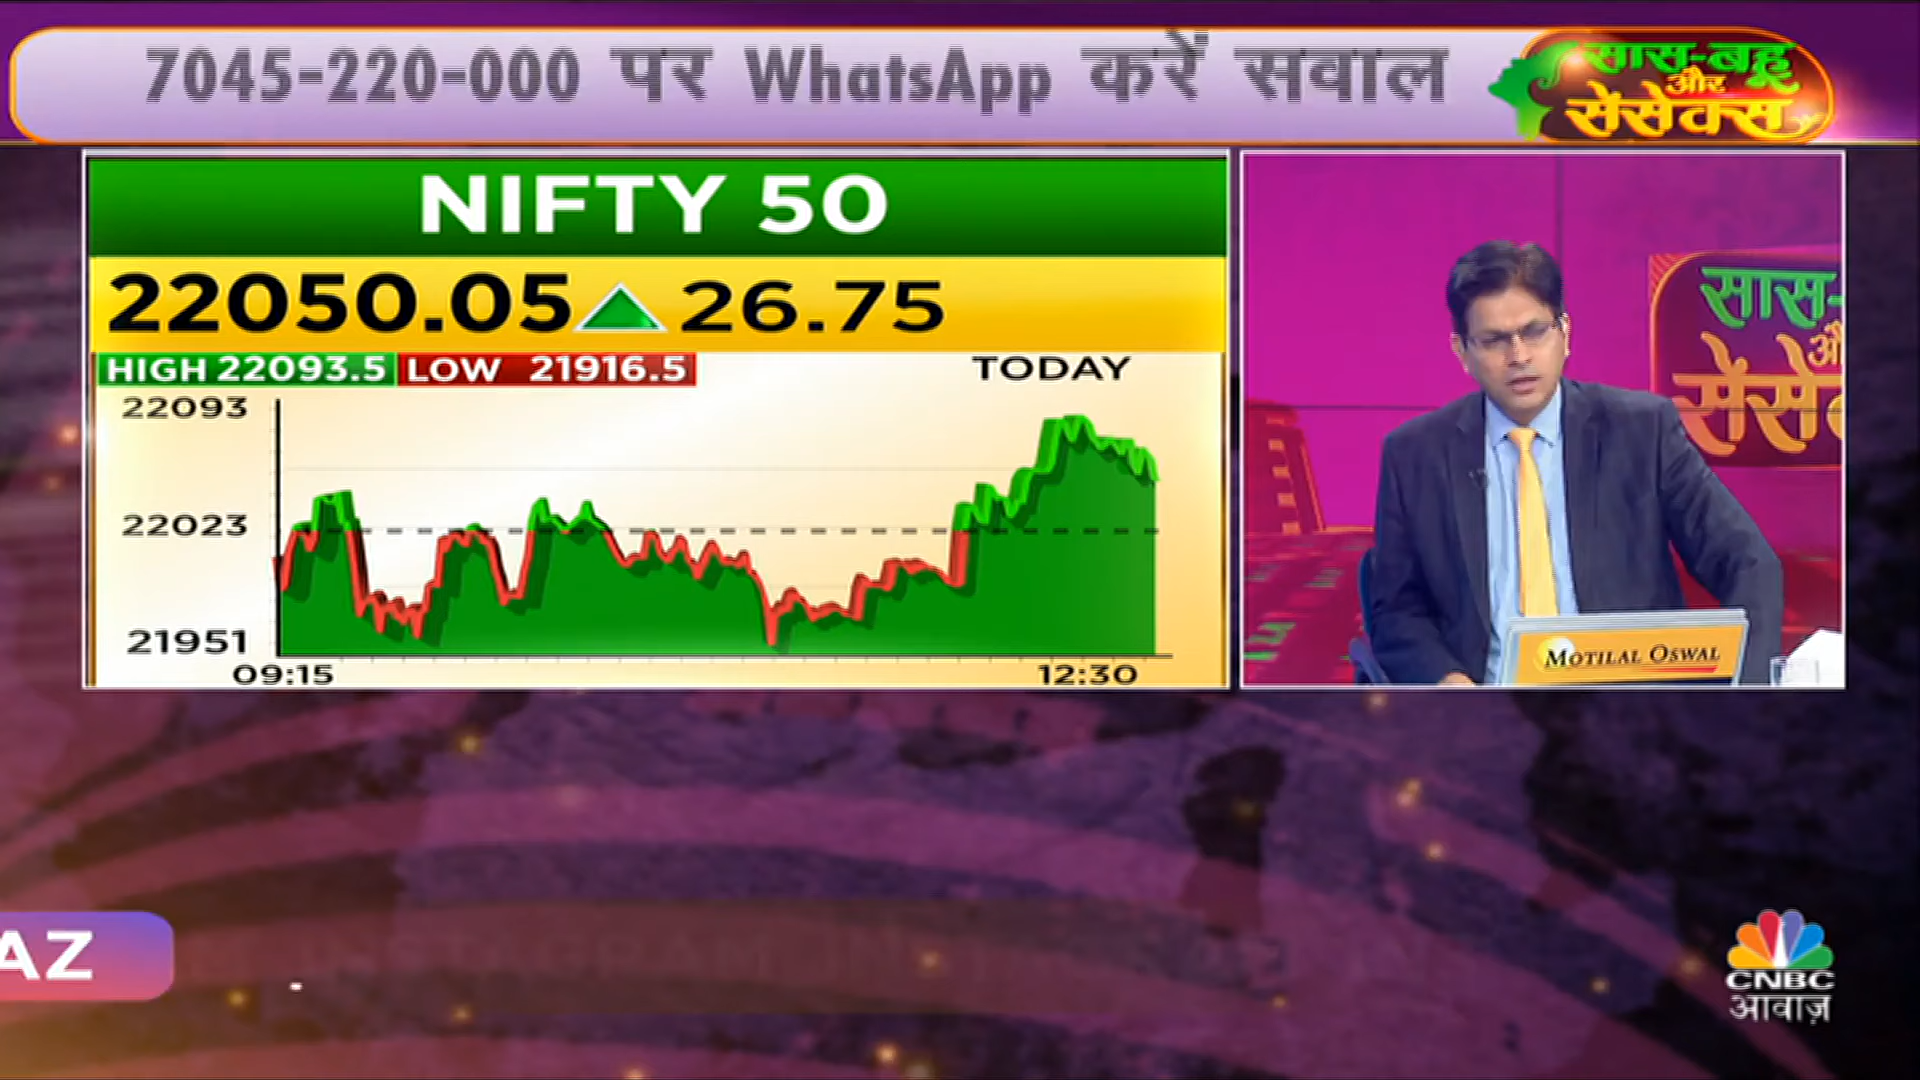 7045-220-000 पर WhatsApp करें सवाल
सास-बहू
और
सेंसेक्स
NIFTY 50
22050.05 26.75
HIGH 22093.5 LOW 21916.5 TODAY
22093
22023
21951
09:15 12:30
सास-
औ
सेंसे
MOTILAL OSWAL
AZ
CNBC
आवाज़